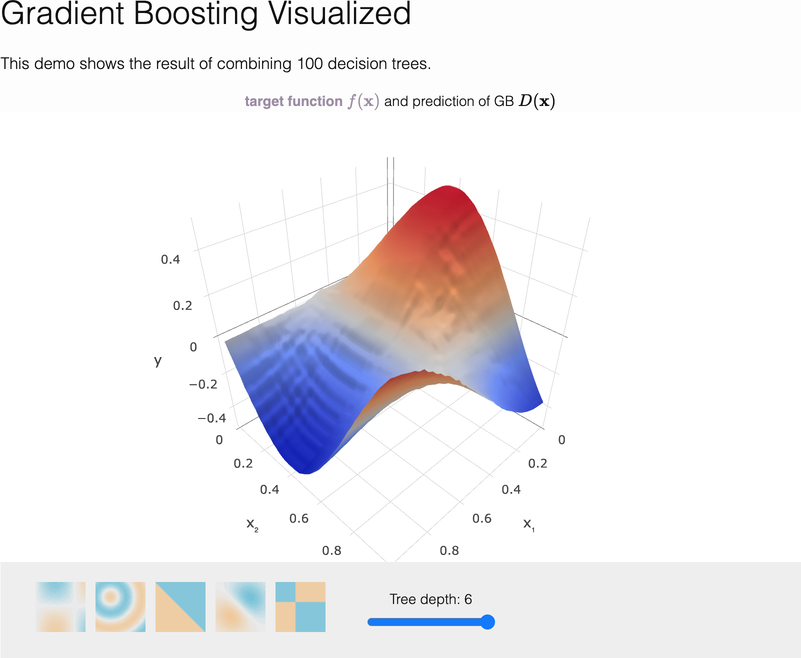 Gradient Boosting Visualized
This demo shows the result of combining 100 decision trees.
target function f(x) and prediction of GB D(x)
0.4
0.2
0
−0.2
−0.4
y
0
0.2
0.4
0.6
0.8
x₂
0
0.2
0.4
0.6
0.8
x₁
Tree depth: 6